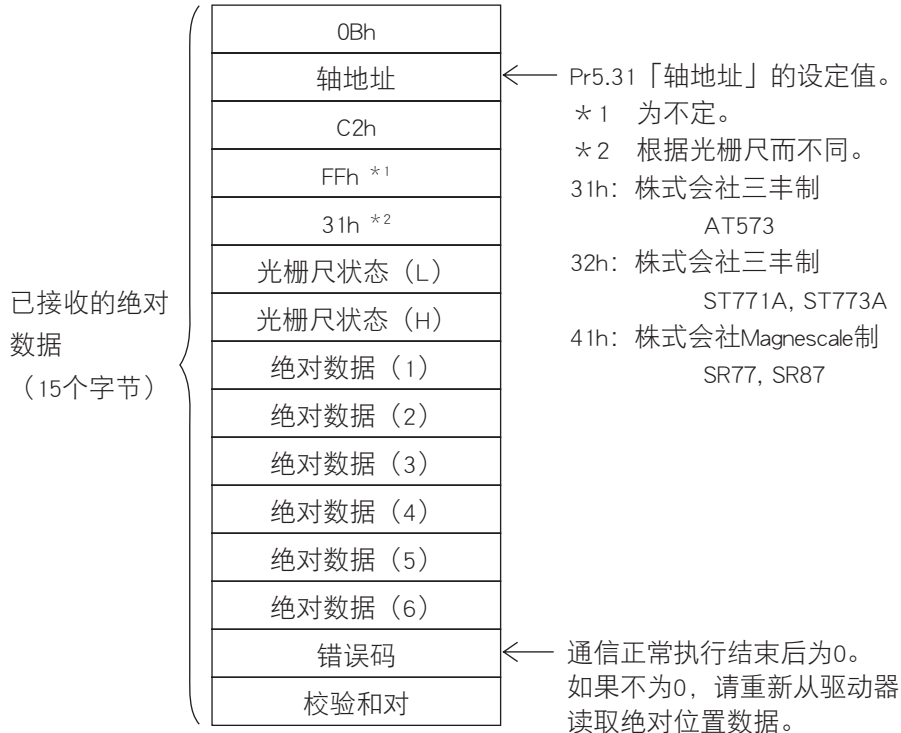 已接收的绝对
数据
（15个字节）
0Bh
轴地址
C2h
FFh *1
31h *2
光栅尺状态（L）
光栅尺状态（H）
绝对数据（1）
绝对数据（2）
绝对数据（3）
绝对数据（4）
绝对数据（5）
绝对数据（6）
错误码
校验和对
Pr5.31「轴地址」的设定值。
*1 为不定。
*2 根据光栅尺而不同。
31h：株式会社三丰制
AT573
32h：株式会社三丰制
ST771A, ST773A
41h：株式会社Magnescale制
SR77, SR87
通信正常执行结束后为0。
如果不为0，请重新从驱动器
读取绝对位置数据。